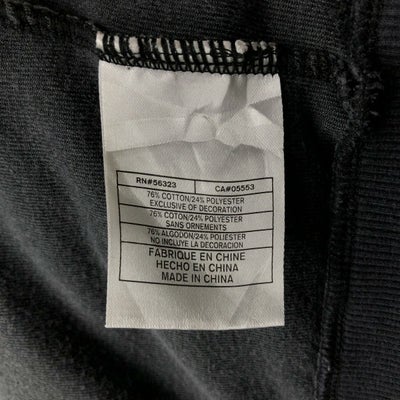 RN#56323 CA#05553
76% COTTON/24% POLYESTER
EXCLUSIVE OF DECORATION
76% COTON/24% POLYESTER
SANS ORNEMENTS
76% ALGODON/24% POLIÉSTER
NO INCLUYE LA DECORACION
FABRIQUE EN CHINE
HECHO EN CHINA
MADE IN CHINA